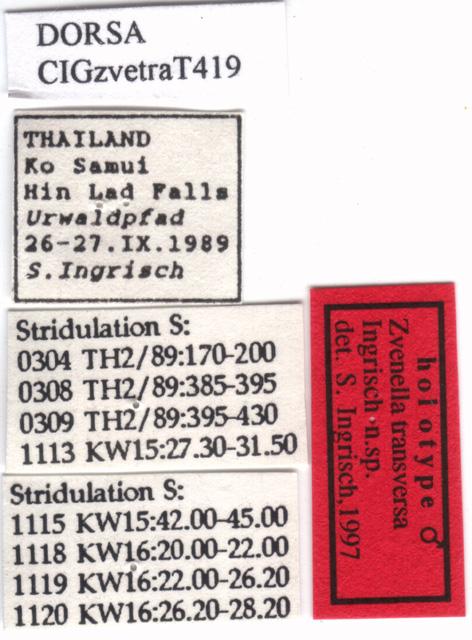 DORSA
CIGzvetraT419
THAILAND
Ko Samui
Hin Lad Falls
Urwaldpfad
26-27.IX.1989
S.Ingrisch
Stridulation S:
0304 TH2/89:170-200
0308 TH2/89:385-395
0309 TH2/89:395-430
1113 KW15:27.30-31.50
Stridulation S:
1115 KW15:42.00-45.00
1118 KW16:20.00-22.00
1119 KW16:22.00-26.20
1120 KW16:26.20-28.20
holotype ♂
Zvenella transversa
Ingrisch n.sp.
det. S. Ingrisch,1997